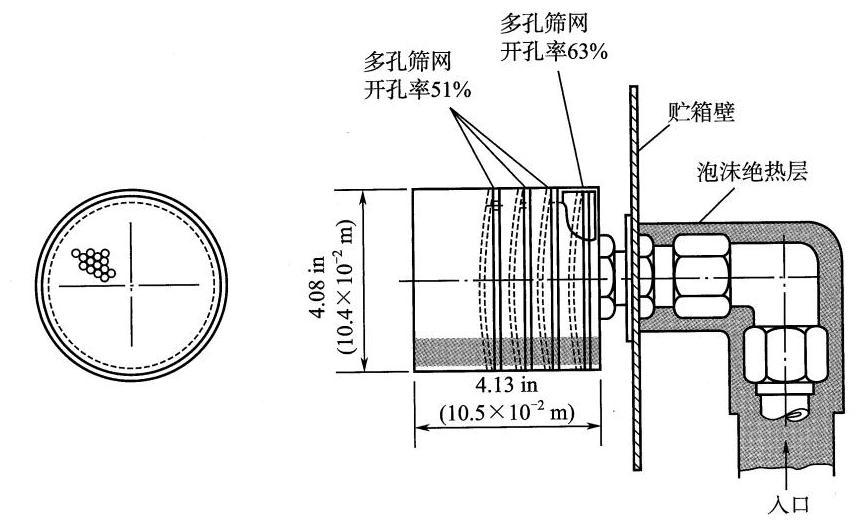 多孔筛网
开孔率63%
多孔筛网
开孔率51%
贮箱壁
泡沫绝热层
4.08 in
(10.4×10⁻² m)
4.13 in
(10.5×10⁻² m)
入口